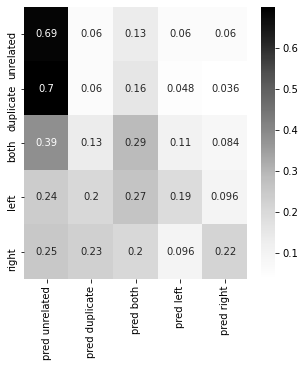 unrelated 0.69 0.06 0.13 0.06 0.06
duplicate 0.7 0.06 0.16 0.048 0.036
both 0.39 0.13 0.29 0.11 0.084
left 0.24 0.2 0.27 0.19 0.096
right 0.25 0.23 0.2 0.096 0.22
pred unrelated
pred duplicate
pred both
pred left
pred right
0.6
0.5
0.4
0.3
0.2
0.1